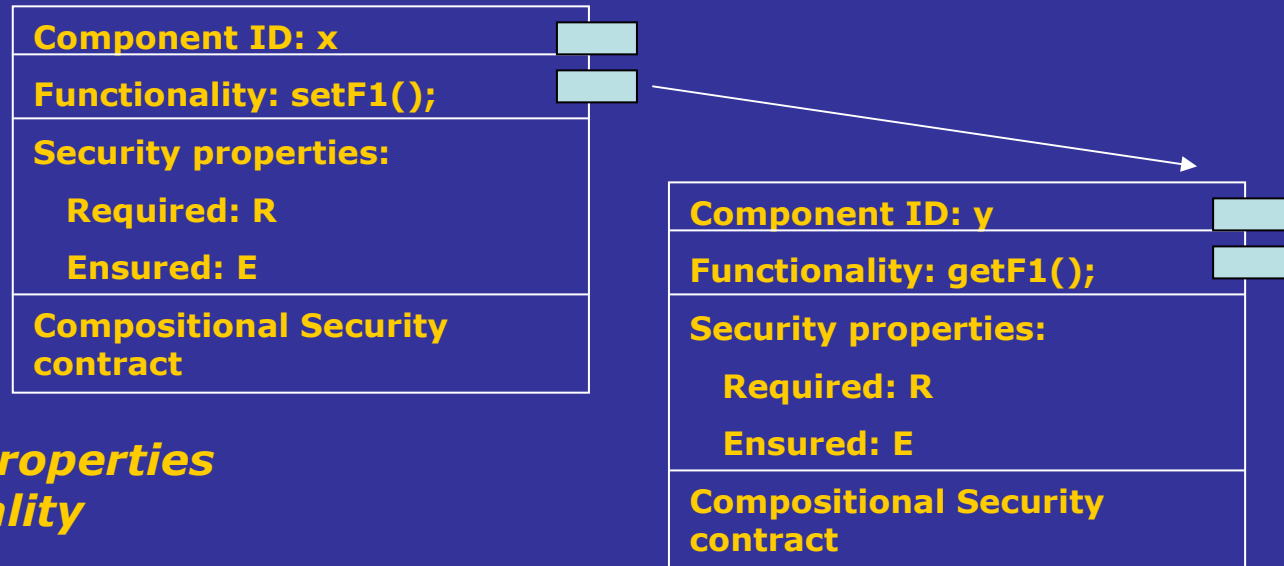 Component ID: x
Functionality: setF1();
Security properties:
Required: R
Ensured: E
Compositional Security
contract
Component ID: y
Functionality: getF1();
Security properties:
Required: R
Ensured: E
Compositional Security
contract